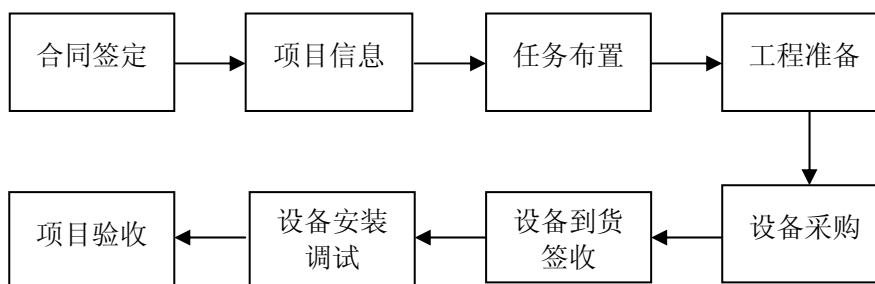 合同签定
项目信息
任务布置
工程准备
设备采购
设备到货
签收
设备安装
调试
项目验收